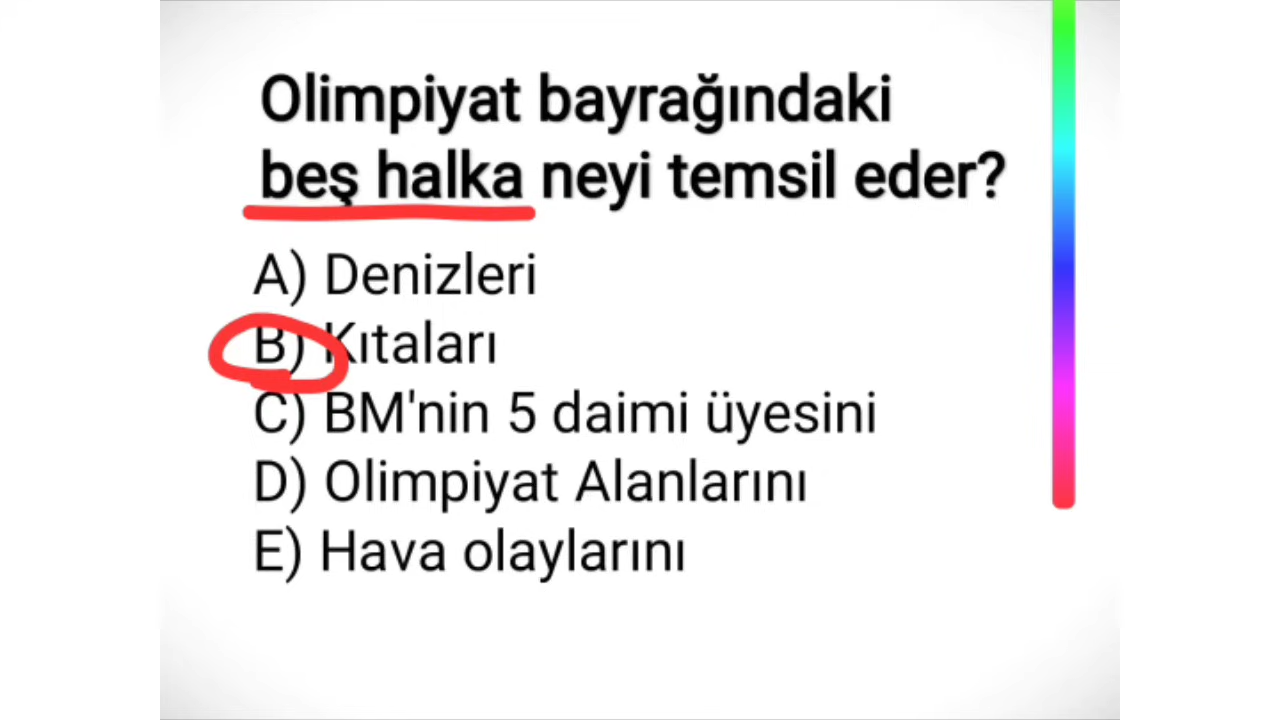 Olimpiyat bayrağındaki
beş halka neyi temsil eder?
A) Denizleri
B) Kıtaları
C) BM'nin 5 daimi üyesini
D) Olimpiyat Alanlarını
E) Hava olaylarını